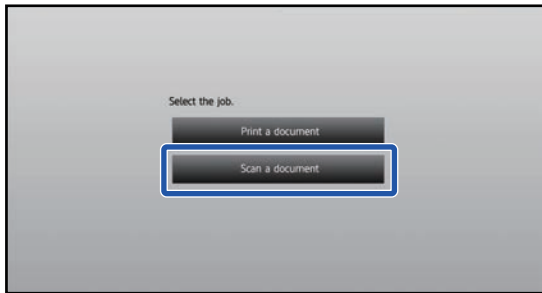 Select the job.
Print a document
Scan a document